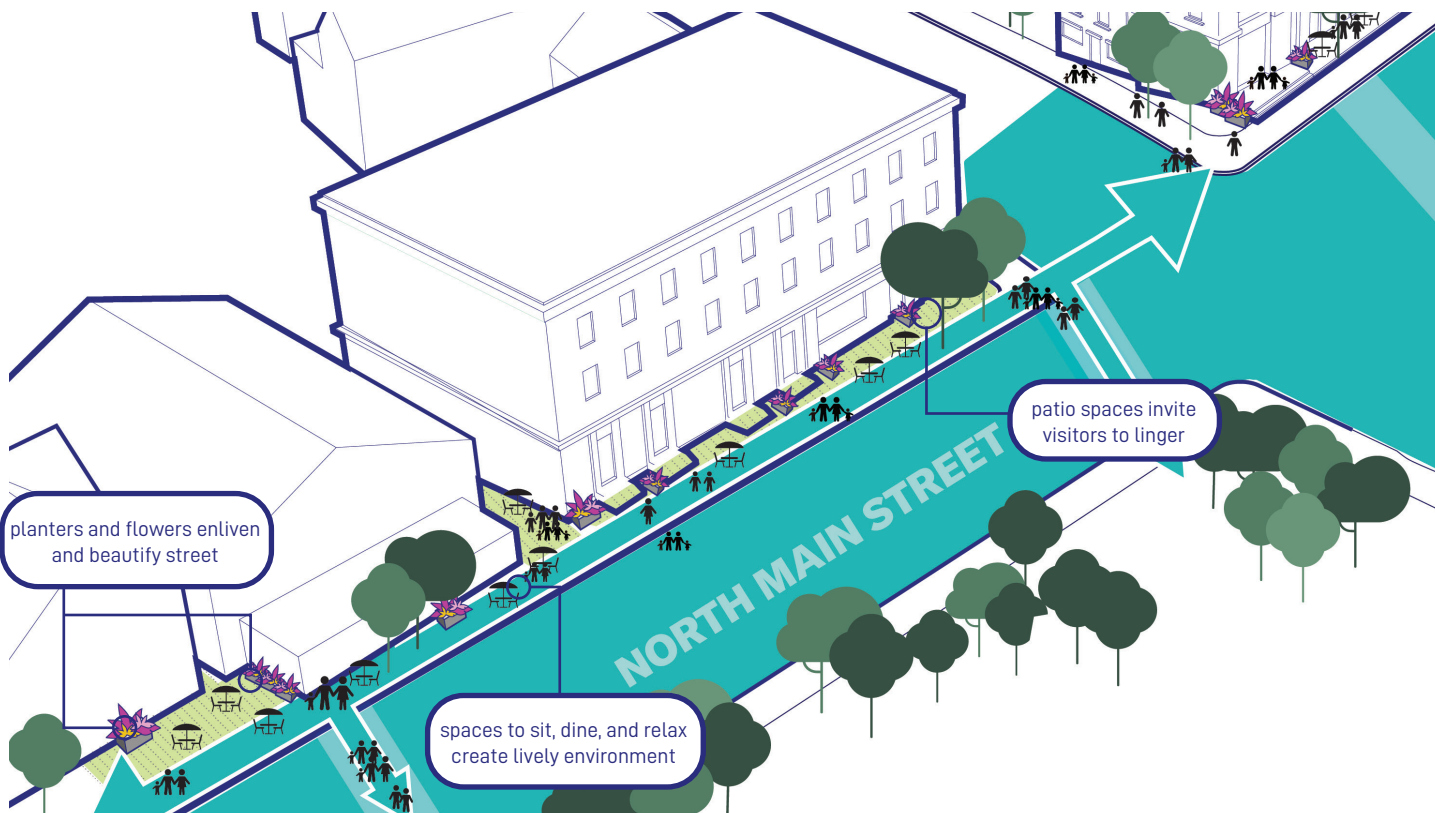 patio spaces invite
visitors to linger
NORTH MAIN STREET
planters and flowers enliven
and beautify street
spaces to sit, dine, and relax
create lively environment